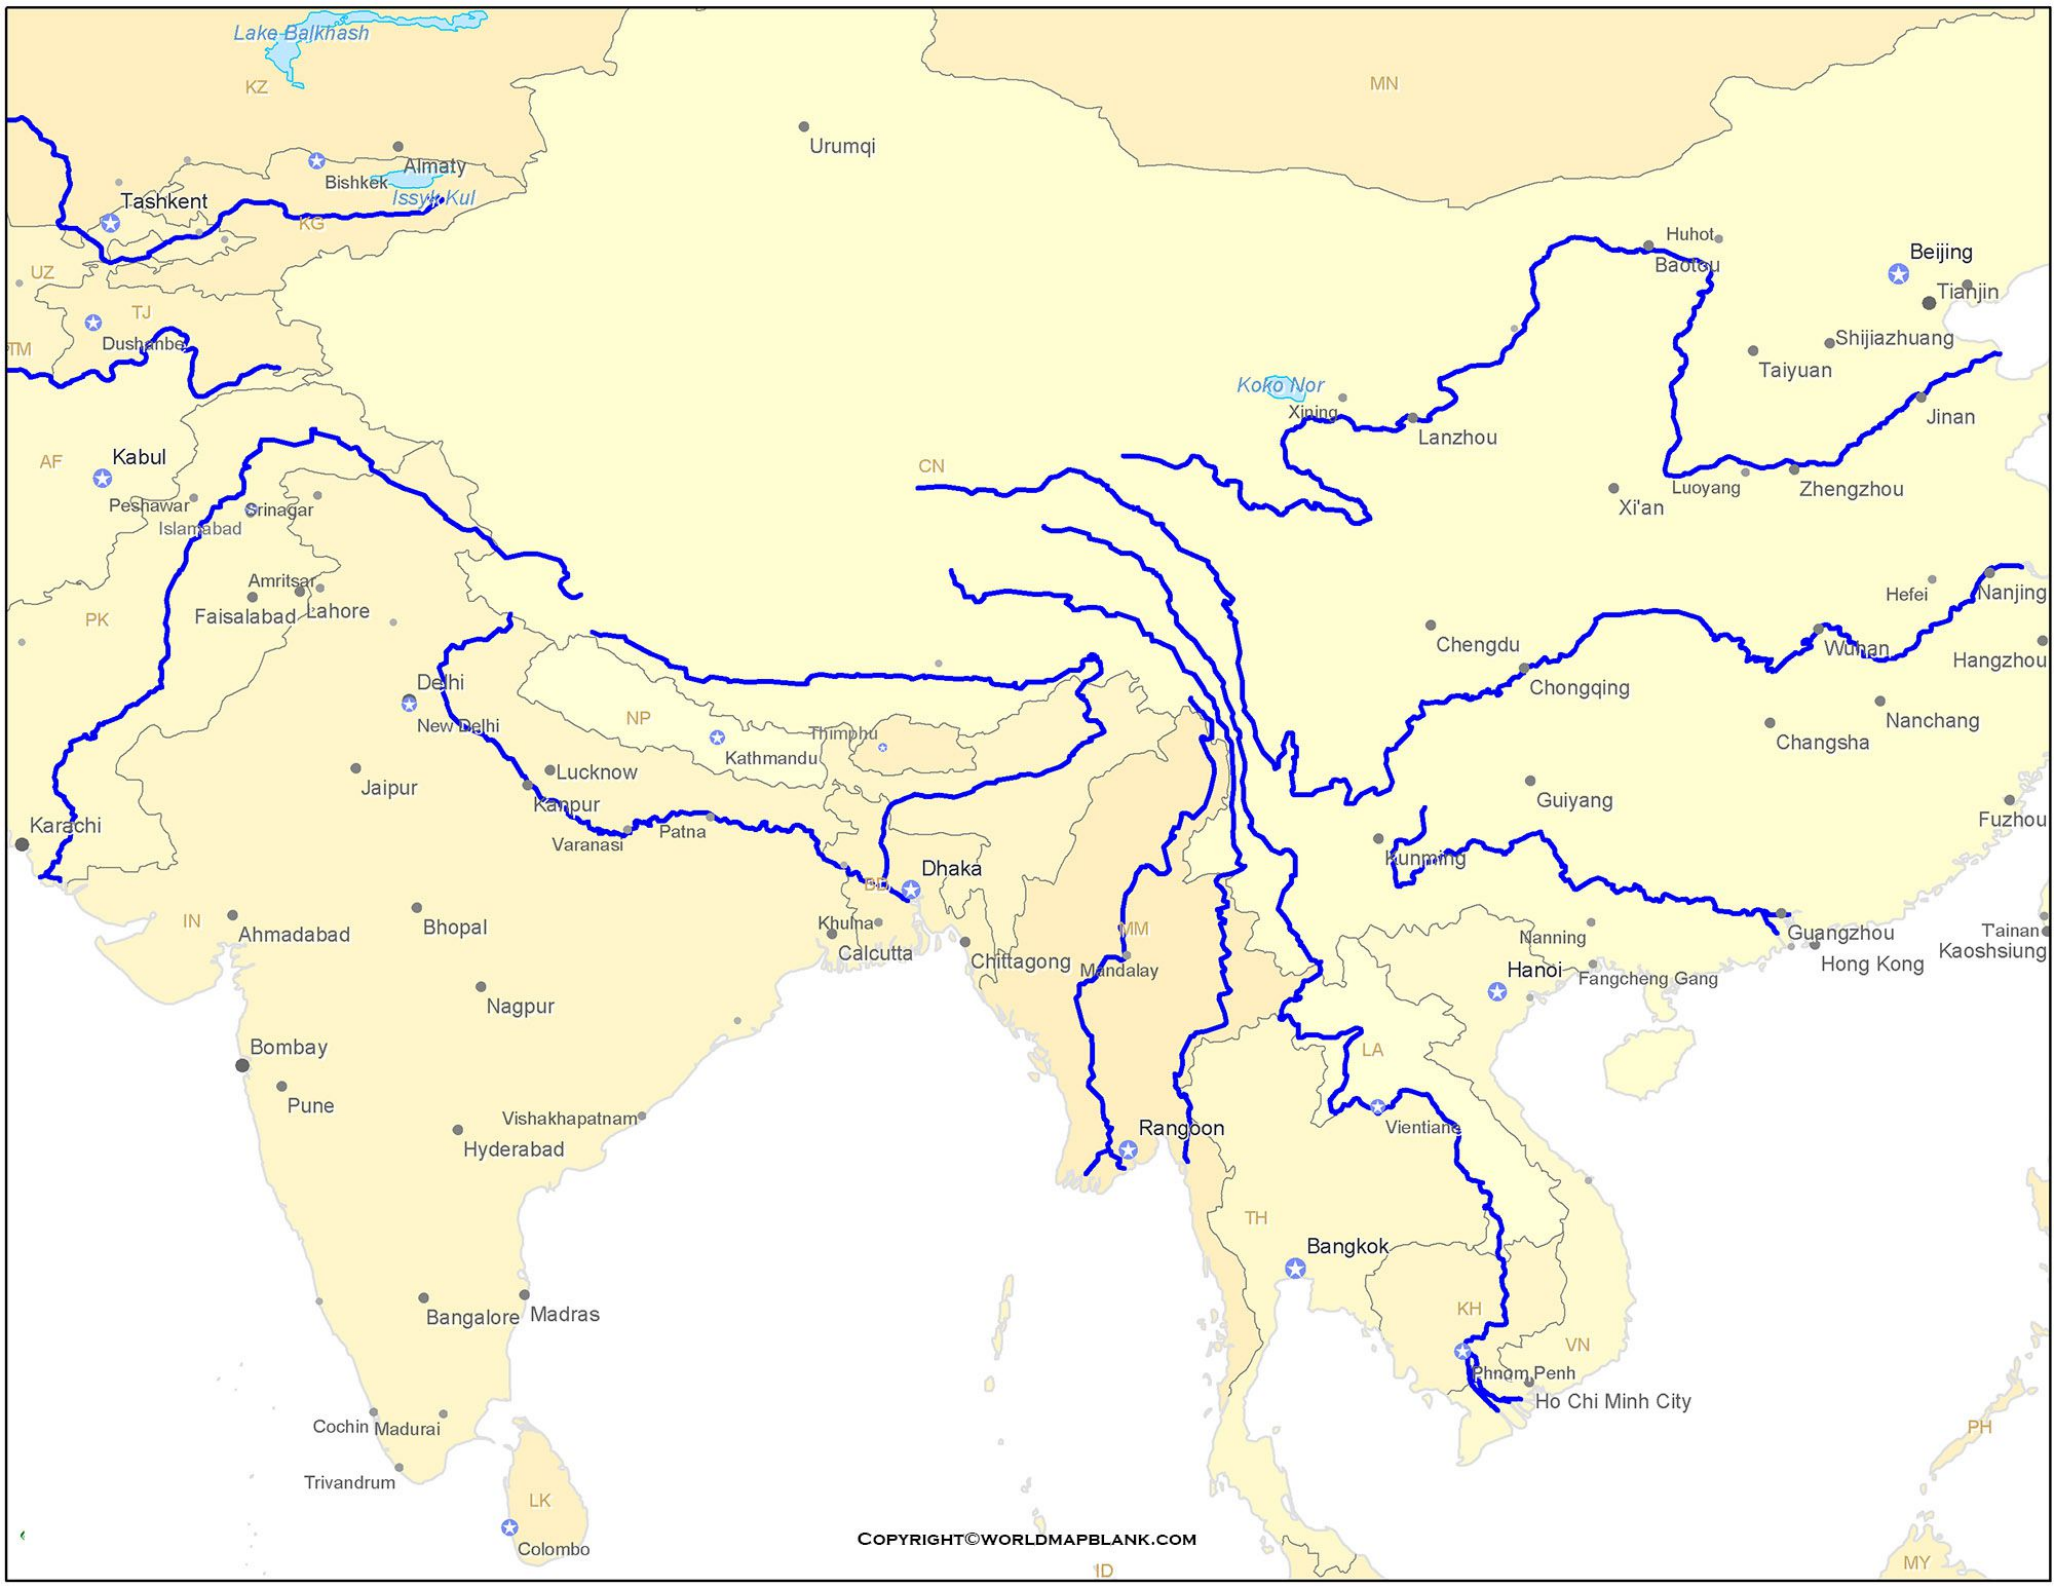 Lake Balkhash
KZ
MN
Urumqi
Almaty
Bishkek
Issyk Kul
Tashkent
KG
Huhot
Baotou
Beijing
Tianjin
UZ
TJ
Dushanbe
TM
Shijiazhuang
Taiyuan
Koko Nor
Xining
Lanzhou
Jinan
Kabul
AF
CN
Peshawar
Srinagar
Islamabad
Luoyang
Zhengzhou
Xi'an
Amritsar
Faisalabad
Lahore
PK
Hefei
Nanjing
Chengdu
Wuhan
Hangzhou
Delhi
Chongqing
New Delhi
NP
Thimphu
Kathmandu
Nanchang
Changsha
Lucknow
Jaipur
Kanpur
Guiyang
Karachi
Patna
Varanasi
Fuzhou
Kunming
Dhaka
BD
IN
Ahmadabad
Bhopal
Khulna
Calcutta
MM
Chittagong
Mandalay
Nanning
Guangzhou
T'ainan
Kaoshsiung
Hong Kong
Hanoi
Fangcheng Gang
Nagpur
Bombay
LA
Pune
Vishakhapatnam
Rangoon
Vientiane
Hyderabad
TH
Bangkok
Bangalore
Madras
KH
VN
Phnom Penh
Ho Chi Minh City
Cochin
Madurai
PH
Trivandrum
LK
Colombo
COPYRIGHT©WORLDMAPBLANK.COM
ID
MY